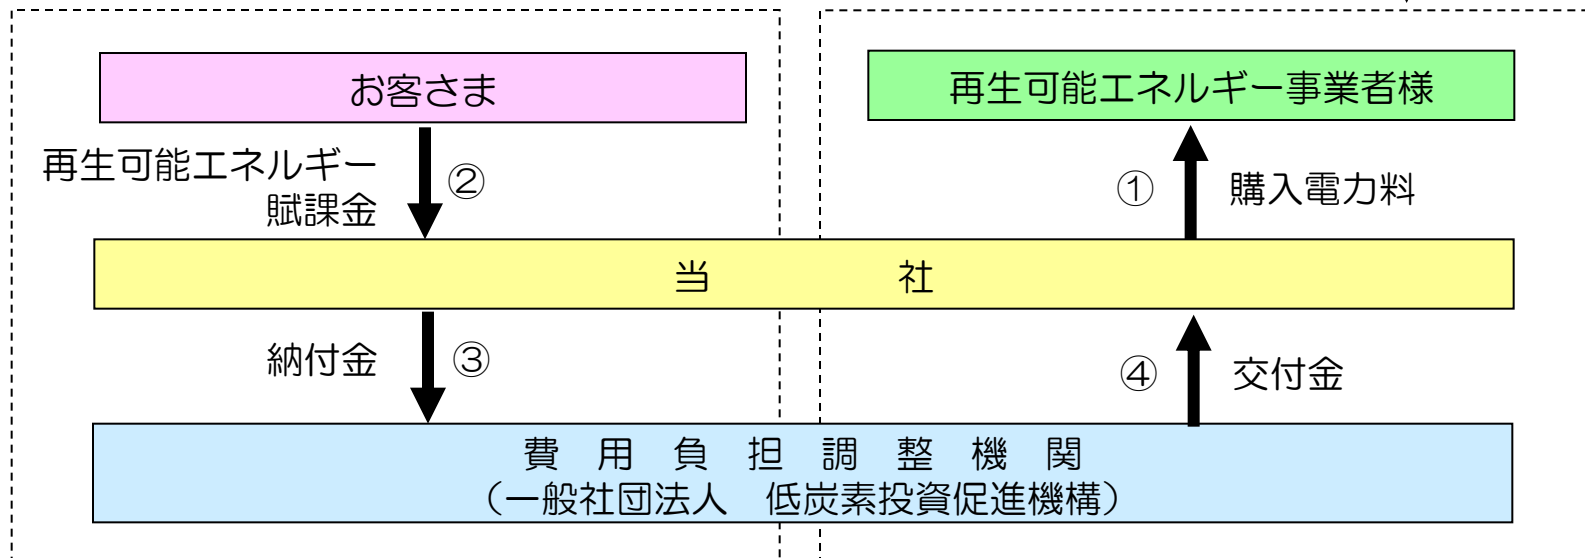 お客さま
再生可能エネルギー事業者様
再生可能エネルギー
賦課金
②
①
購入電力料
当　　　社
納付金
③
④
交付金
費　用　負　担　調　整　機　関
（一般社団法人　低炭素投資促進機構）